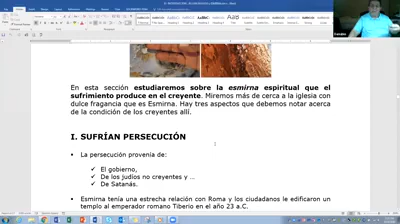 En esta sección estudiaremos sobre la esmirna espiritual que el
sufrimiento produce en el creyente. Miremos más de cerca a la iglesia con
dulce fragancia que es Esmirna. Hay tres aspectos que debemos notar acerca
de la condición de los creyentes allí.
I. SUFRÍAN PERSECUCIÓN
▪ La persecución provenia de:
✓ El gobierno,
✓ De los judíos no creyentes y ...
✓ De Satanás.
▪ Esmirna tenía una estrecha relación con Roma y los ciudadanos le edificaron un
templo al emperador romano Tiberio en el año 23 a.C.